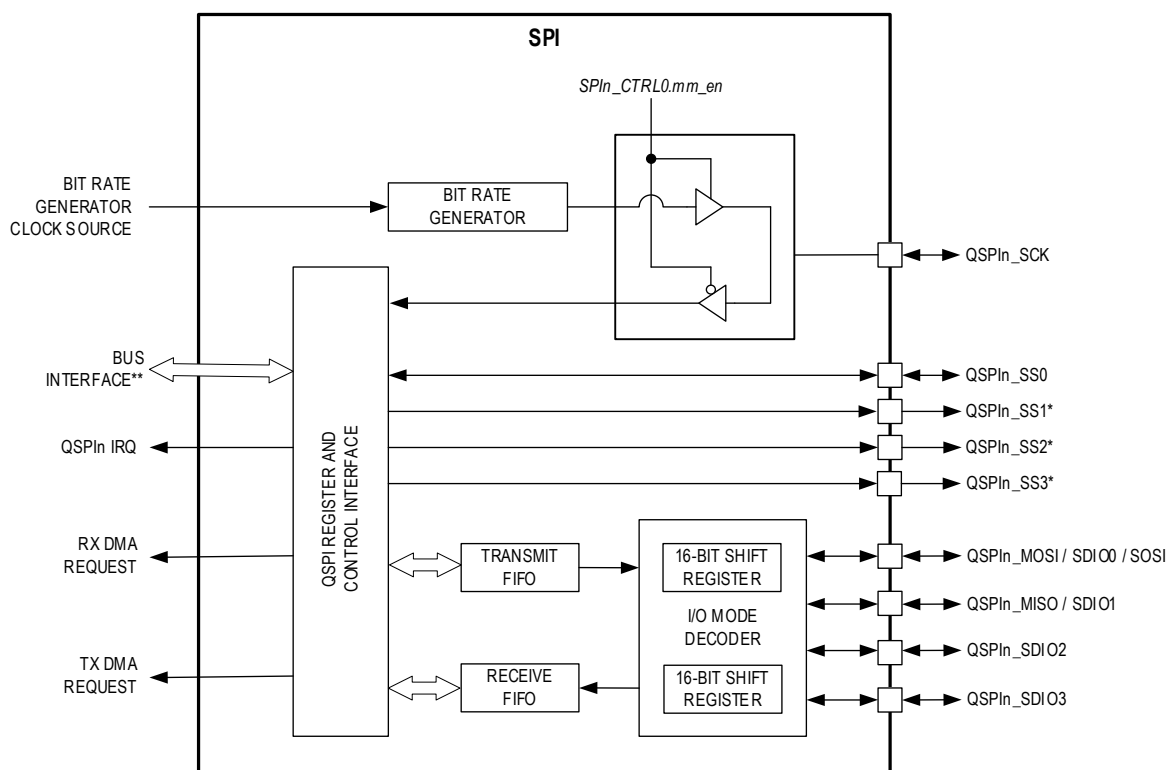 SPI
SPIn_CTRL0.mm_en
BIT RATE
GENERATOR
CLOCK SOURCE
BIT RATE
GENERATOR
QSPIn_SCK
BUS
INTERFACE**
QSPIn IRQ
RX DMA
REQUEST
TX DMA
REQUEST
QSPI REGISTER AND
CONTROL INTERFACE
QSPIn_SS0
QSPIn_SS1*
QSPIn_SS2*
QSPIn_SS3*
TRANSMIT
FIFO
RECEIVE
FIFO
16-BIT SHIFT
REGISTER
I/O MODE
DECODER
16-BIT SHIFT
REGISTER
QSPIn_MOSI / SDIO0 / SOSI
QSPIn_MISO / SDIO1
QSPIn_SDIO2
QSPIn_SDIO3